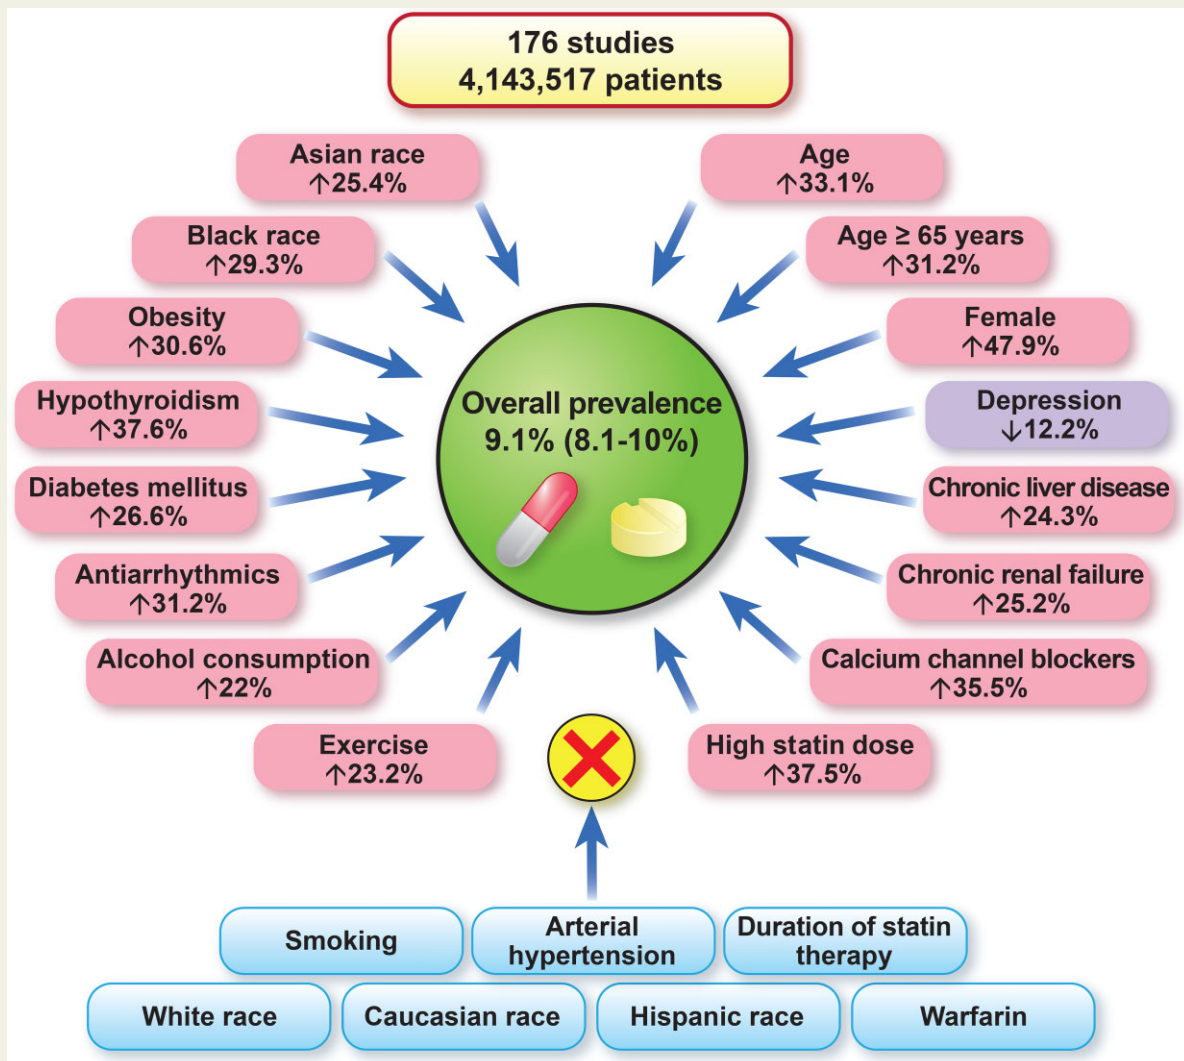 176 studies
4,143,517 patients
Asian race
↑25.4%
Age
↑33.1%
Black race
↑29.3%
Age ≥ 65 years
↑31.2%
Obesity
↑30.6%
Female
↑47.9%
Hypothyroidism
↑37.6%
Overall prevalence
9.1% (8.1-10%)
Depression
↓12.2%
Diabetes mellitus
↑26.6%
Chronic liver disease
↑24.3%
Antiarrhythmics
↑31.2%
Chronic renal failure
↑25.2%
Alcohol consumption
↑22%
Calcium channel blockers
↑35.5%
Exercise
↑23.2%
High statin dose
↑37.5%
Smoking
Arterial
hypertension
Duration of statin
therapy
White race
Caucasian race
Hispanic race
Warfarin